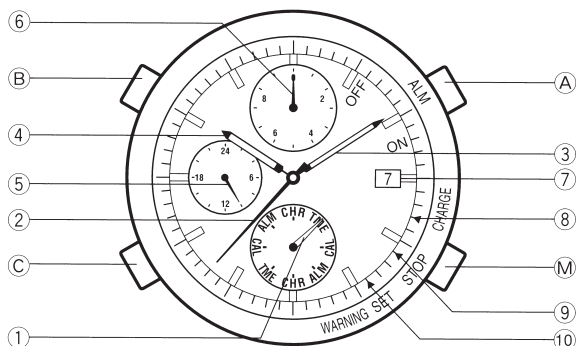 ⑥
Ⓑ
Ⓐ
④
③
⑤
⑦
②
⑧
Ⓒ
Ⓜ
⑨
①
⑩
8 2
6 4
OFF
ALM
ON
24
18 6
12
7
CHARGE
STOP
SET
WARNING
ALM CHR TME
CAL CAL
TME CHR ALM